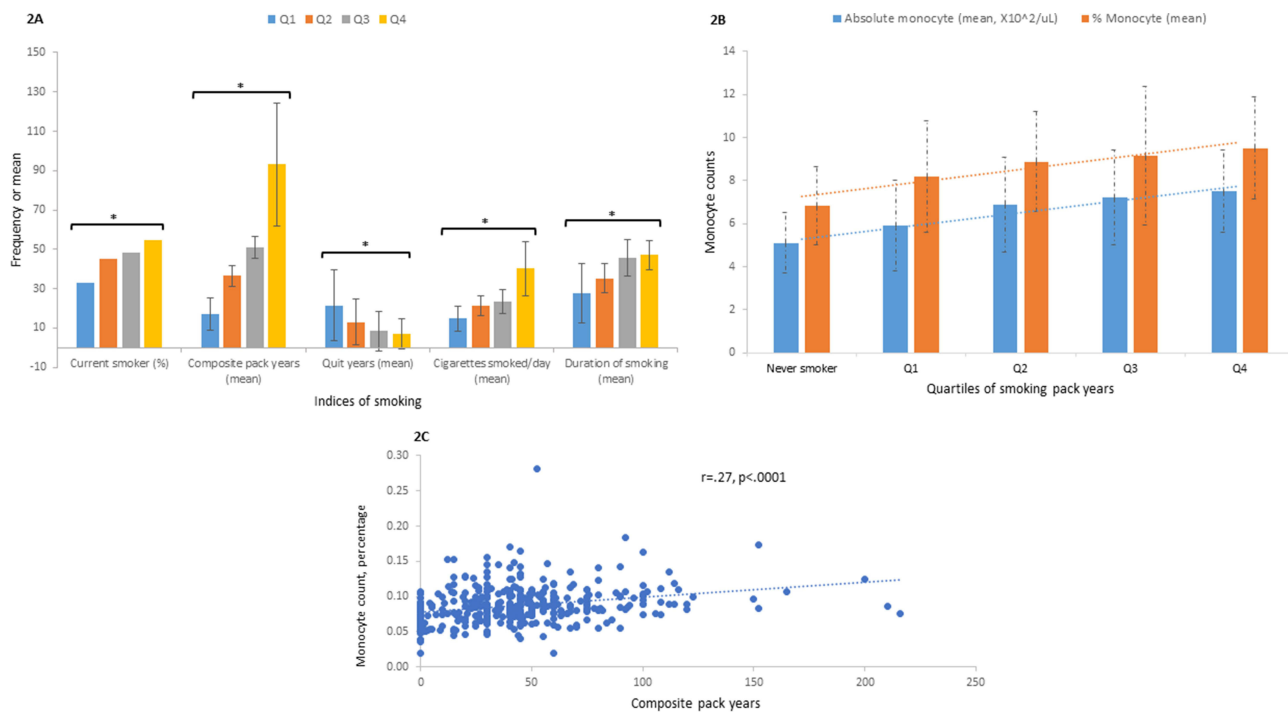 2A
Q1 Q2 Q3 Q4
150
130
110
90
70
50
30
10
-10
Frequency or mean
*
*
*
*
*
Current smoker (%)
Composite pack years
(mean)
Quit years (mean)
Cigarettes smoked/day
(mean)
Duration of smoking
(mean)
Indices of smoking
2B
Absolute monocyte (mean, X10^2/uL) % Monocyte (mean)
14
12
10
8
6
4
2
0
Monocyte counts
Never smoker Q1 Q2 Q3 Q4
Quartiles of smoking pack years
2C
r=.27, p<.0001
0.30
0.25
0.20
0.15
0.10
0.05
0.00
Monocyte count, percentage
0 50 100 150 200 250
Composite pack years